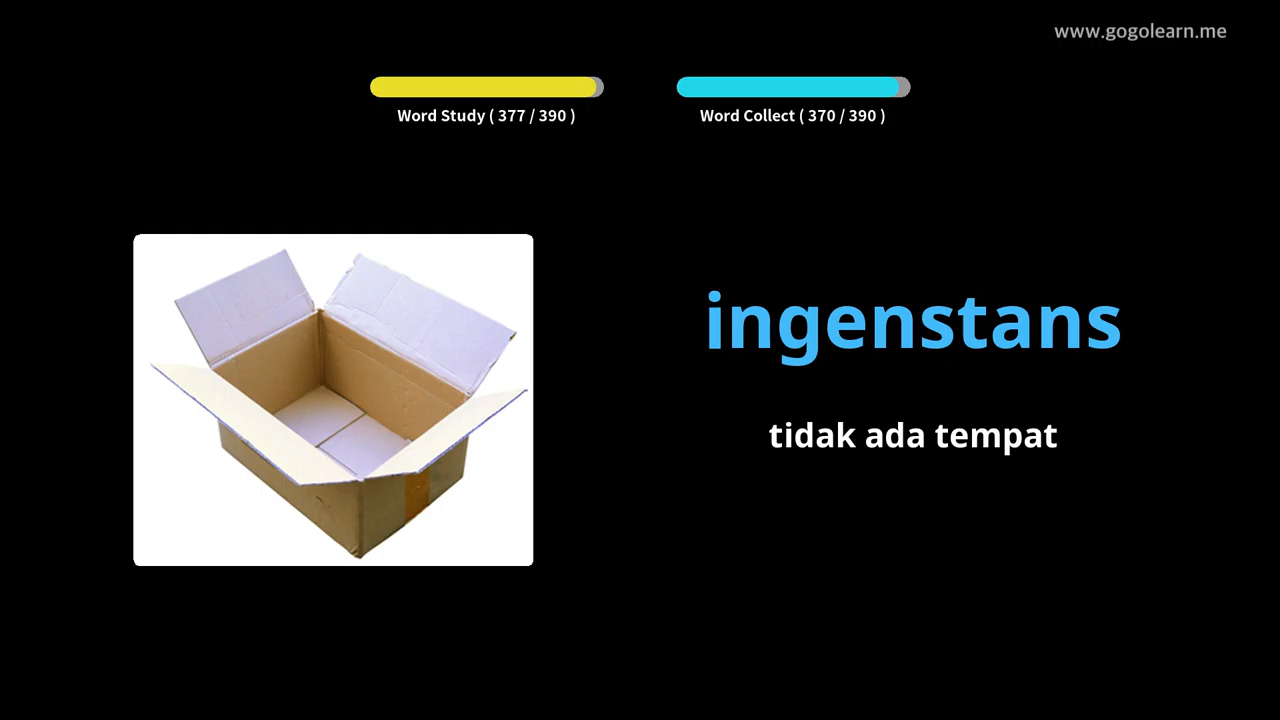 www.gogolearn.me
Word Study ( 377 / 390 )
Word Collect ( 370 / 390 )
ingenstans
tidak ada tempat